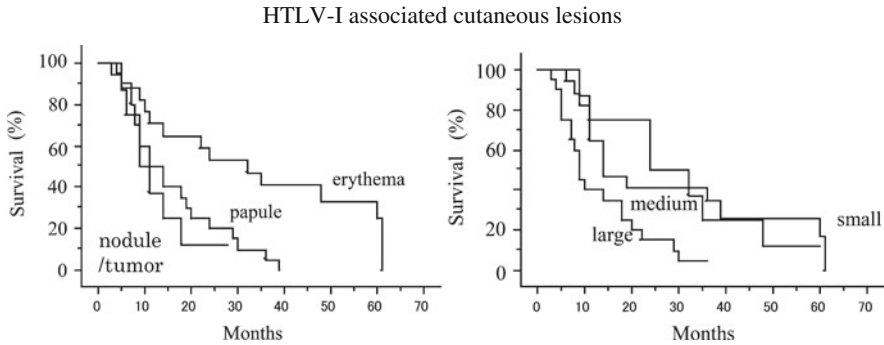 HTLV-I associated cutaneous lesions
Survival (%)
100
80
60
40
20
0
erythema
papule
nodule
/tumor
0 10 20 30 40 50 60 70
Months
Survival (%)
100
80
60
20
0
medium
large
small
0 10 20 30 40 50 60 70
Months